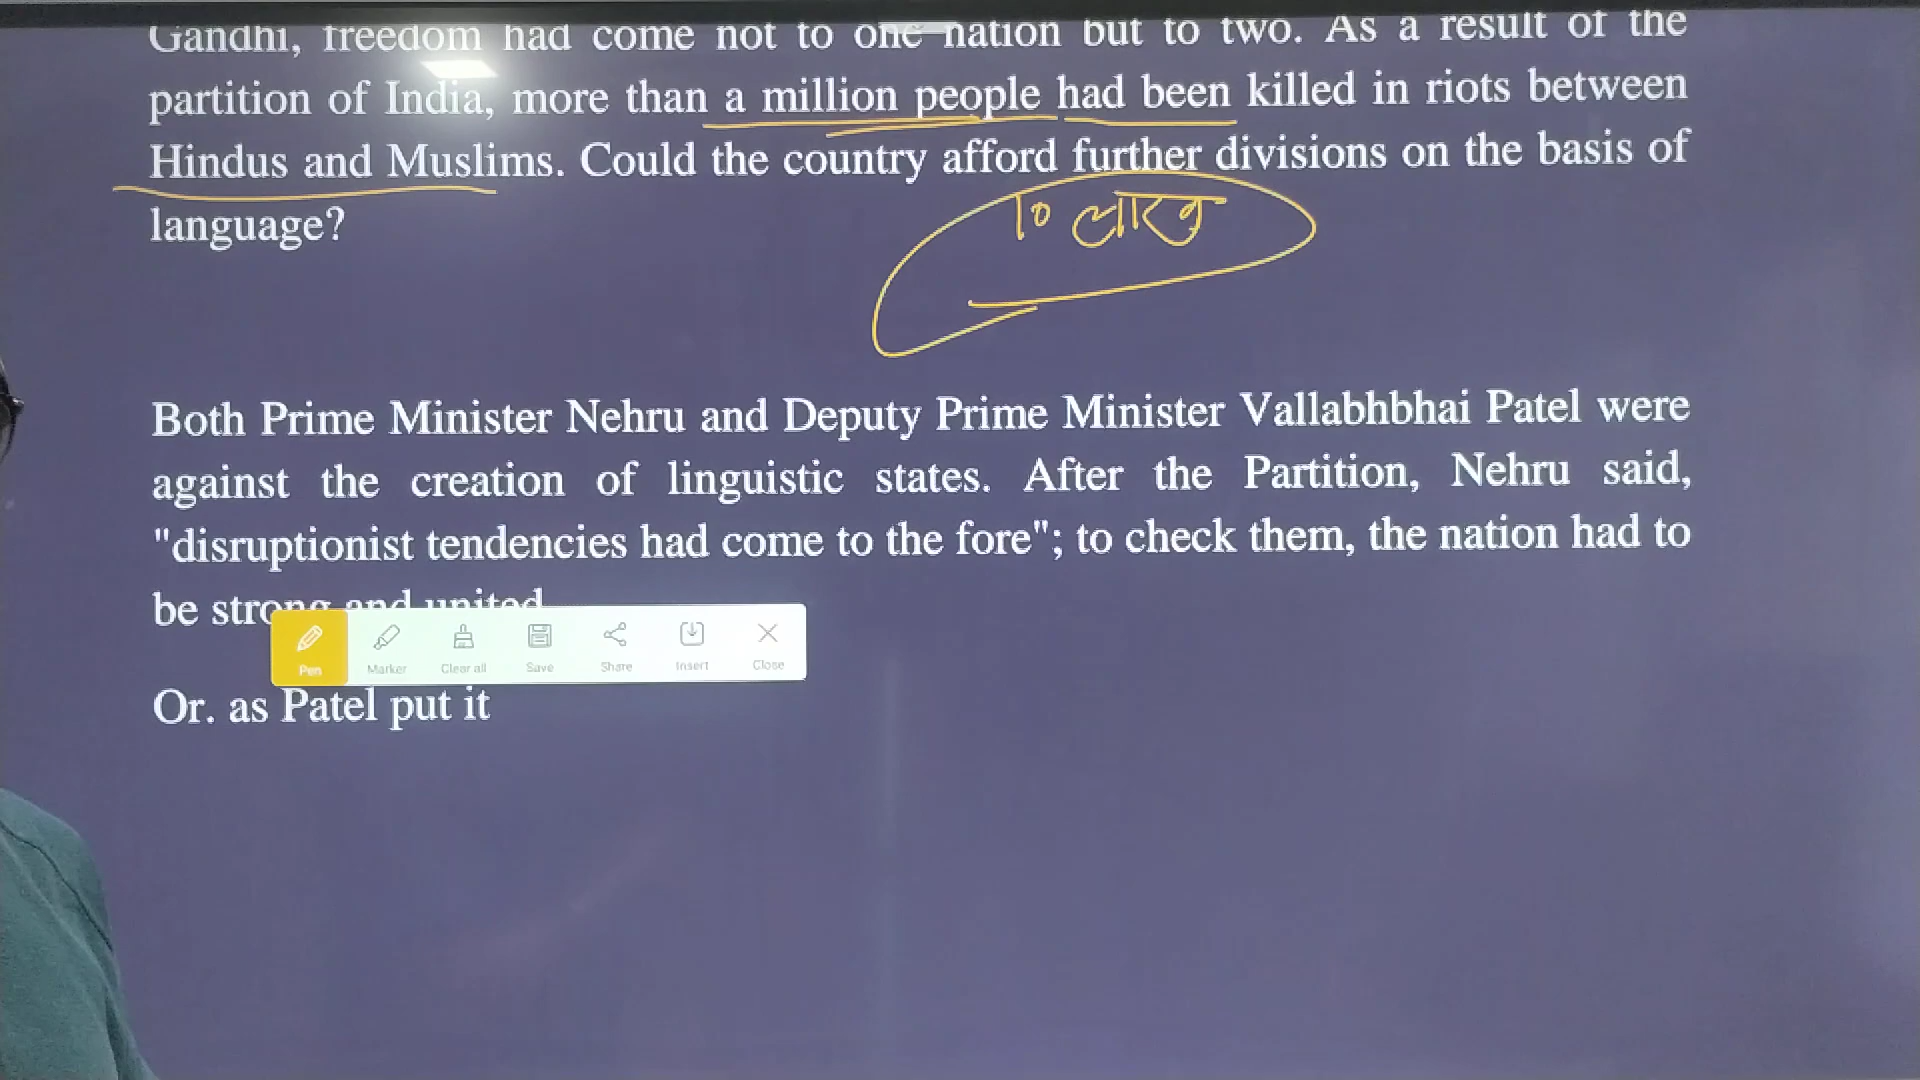 Gandhi, freedom had come not to one nation but to two. As a result of the
partition of India, more than a million people had been killed in riots between
Hindus and Muslims. Could the country afford further divisions on the basis of
language?
10 लाख
Both Prime Minister Nehru and Deputy Prime Minister Vallabhbhai Patel were
against the creation of linguistic states. After the Partition, Nehru said,
"disruptionist tendencies had come to the fore"; to check them, the nation had to
be strong and united
Pen Marker Clear all Save Share Insert Close
Or. as Patel put it